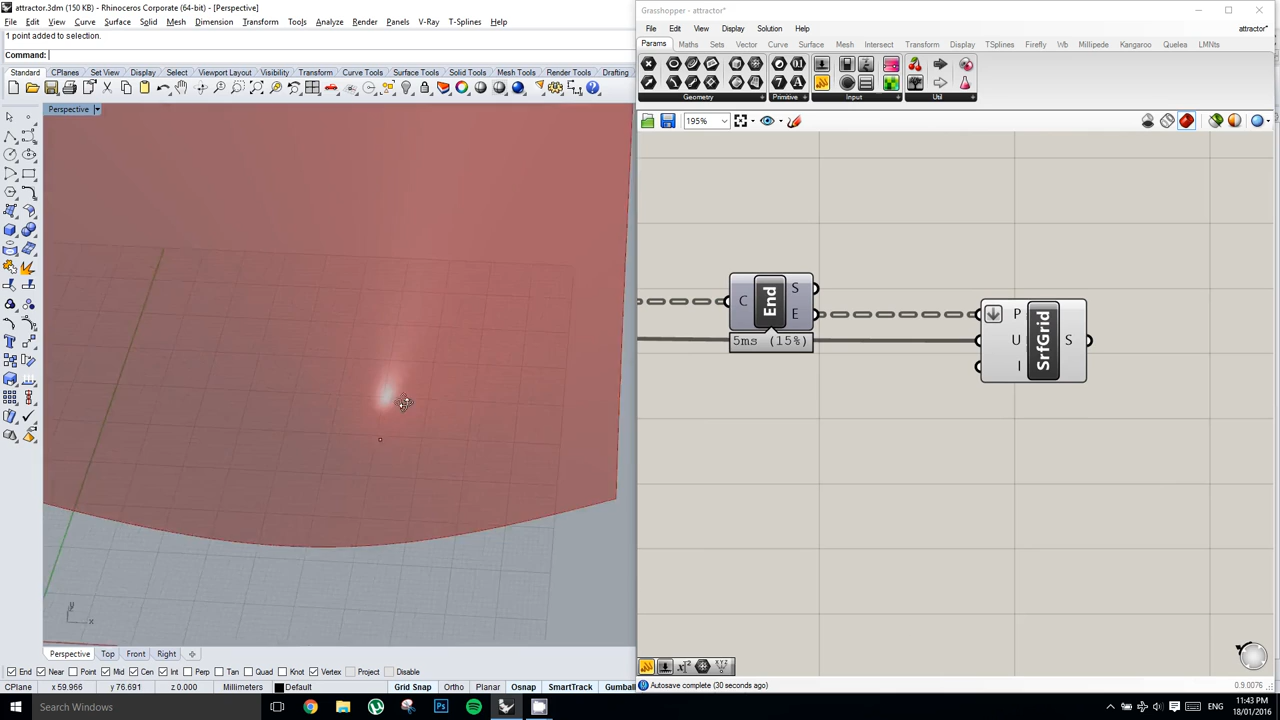 attractor.3dm (150 KB) - Rhinoceros Corporate (64-bit) - [Perspective]
File Edit View Curve Surface Solid Mesh Dimension Transform Tools Analyze Render Panels V-Ray T-Splines Help
1 point added to selection.
Command:
Standard CPlanes Set View Display Select Viewport Layout Visibility Transform Curve Tools Surface Tools Solid Tools Mesh Tools Render Tools Drafting
Perspective
y
x
Perspective Top Front Right
End Near Point Mid Cen Int Perp Tan Quad Knot Vertex Project Disable
CPlane x 59.966 y 76.691 z 0.000 Millimeters Default Grid Snap Ortho Planar Osnap SmartTrack Gumball
Grasshopper - attractor*
File Edit View Display Solution Help
attractor*
Params Maths Sets Vector Curve Surface Mesh Intersect Transform Display TSplines Firefly Wb Millipede Kangaroo Quelea LMNts
Geometry Primitive Input Util
195%
C End S E
5ms (15%)
P U I SrfGrid S
Autosave complete (30 seconds ago)
0.9.0076
Search Windows
ENG
11:43 PM
18/01/2016